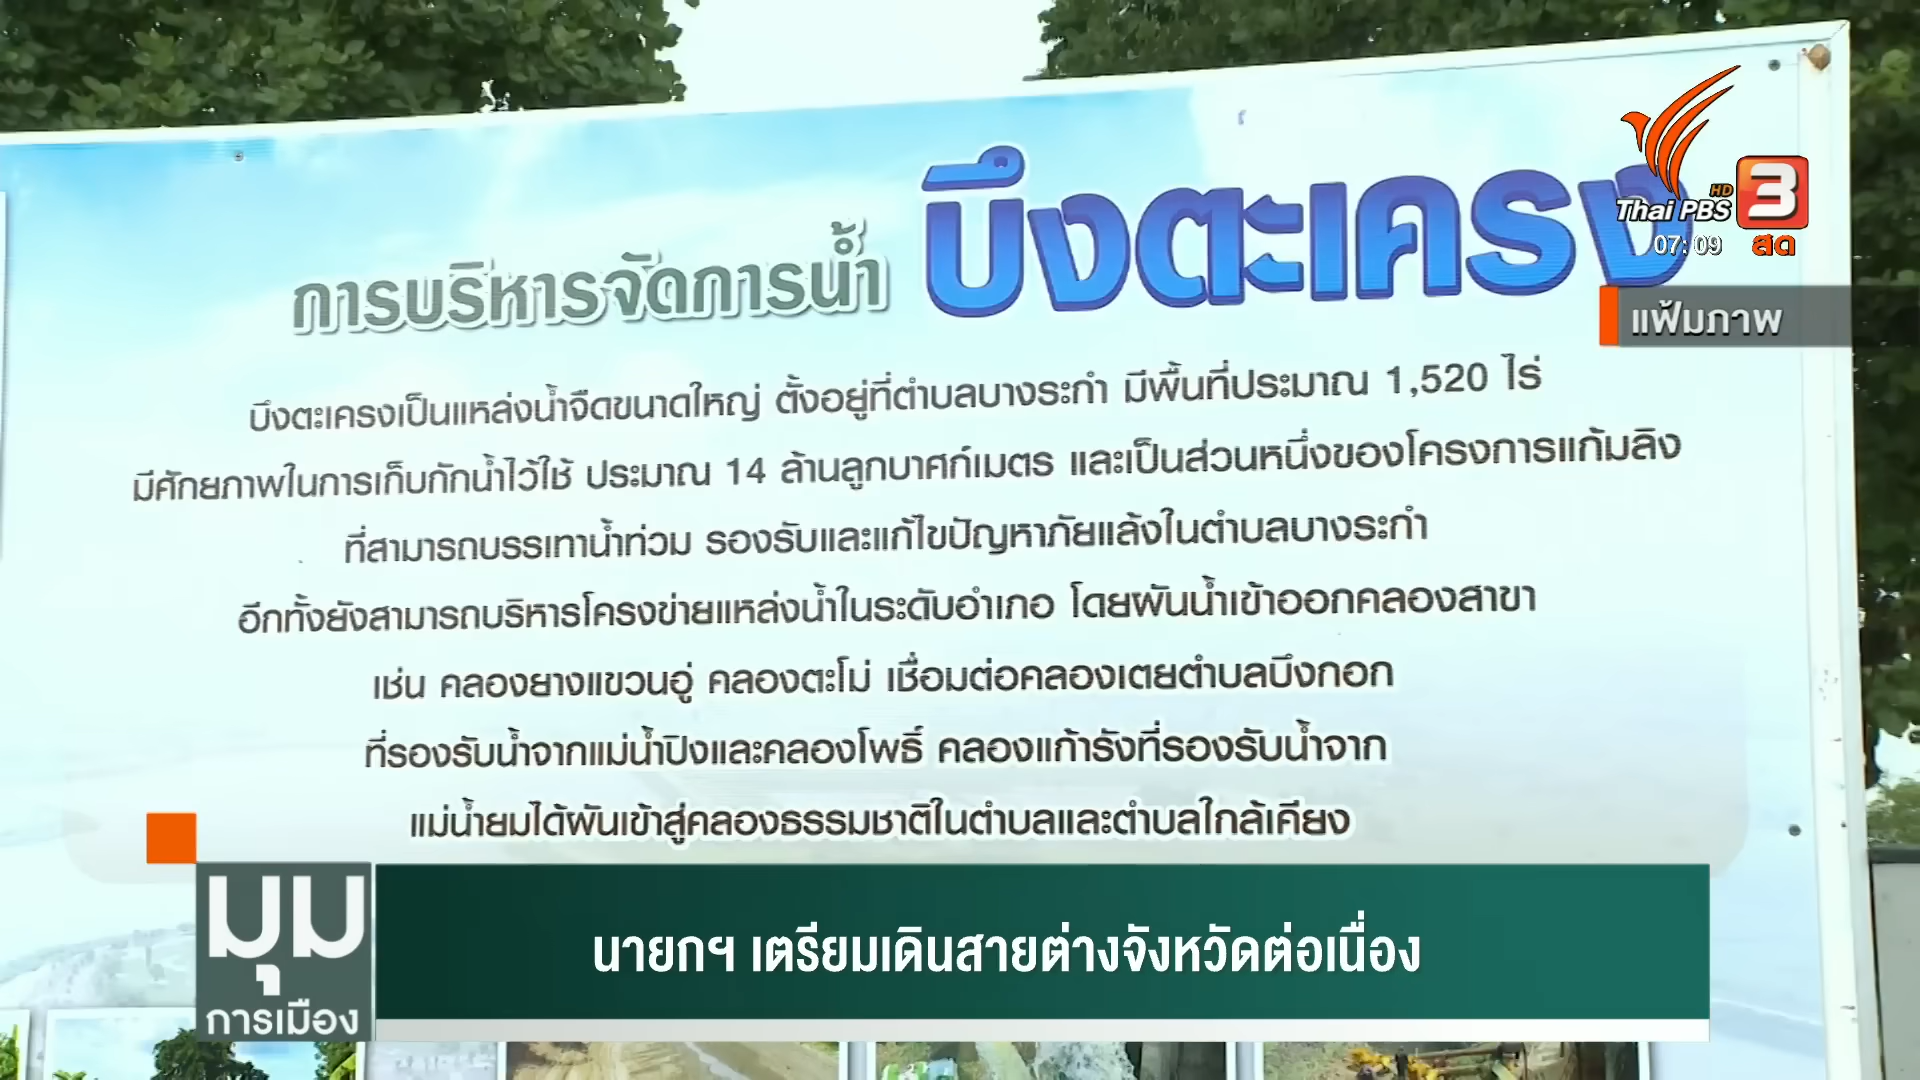 การบริหารจัดการน้ำ บึงตะเครง
HD
Thai PBS 3
07:09 สด
แฟ้มภาพ
บึงตะเครงเป็นแหล่งน้ำจืดขนาดใหญ่ ตั้งอยู่ที่ตำบลบางระกำ มีพื้นที่ประมาณ 1,520 ไร่
มีศักยภาพในการเก็บกักน้ำไว้ใช้ ประมาณ 14 ล้านลูกบาศก์เมตร และเป็นส่วนหนึ่งของโครงการแก้มลิง
ที่สามารถบรรเทาน้ำท่วม รองรับและแก้ไขปัญหาภัยแล้งในตำบลบางระกำ
อีกทั้งยังสามารถบริหารโครงข่ายแหล่งน้ำในระดับอำเภอ โดยผันน้ำเข้าออกคลองสาขา
เช่น คลองยางแขวนอู่ คลองตะโม่ เชื่อมต่อคลองเตยตำบลบึงกอก
ที่รองรับน้ำจากแม่น้ำปิงและคลองโพธิ์ คลองแก้ารังที่รองรับน้ำจาก
แม่น้ำยมได้ผันเข้าสู่คลองธรรมชาติในตำบลและตำบลใกล้เคียง
มุม
การเมือง
นายกฯ เตรียมเดินสายต่างจังหวัดต่อเนื่อง